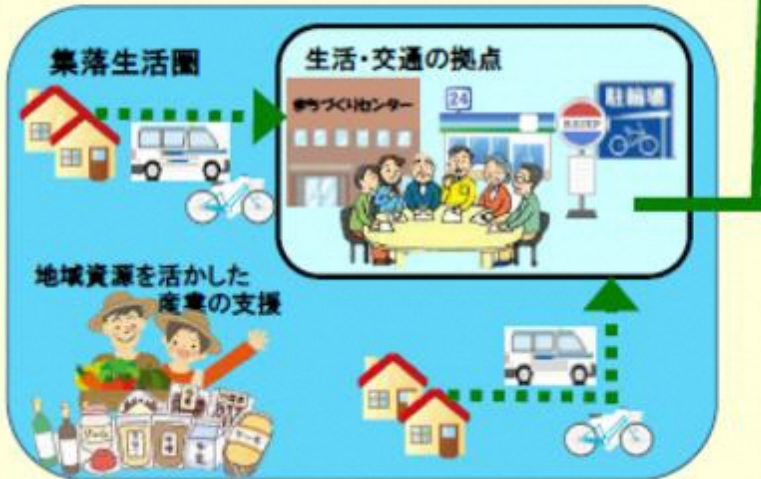 集落生活圏
生活・交通の拠点
まちづくりセンター
24
駐輪場
地域資源を活かした
産業の支援